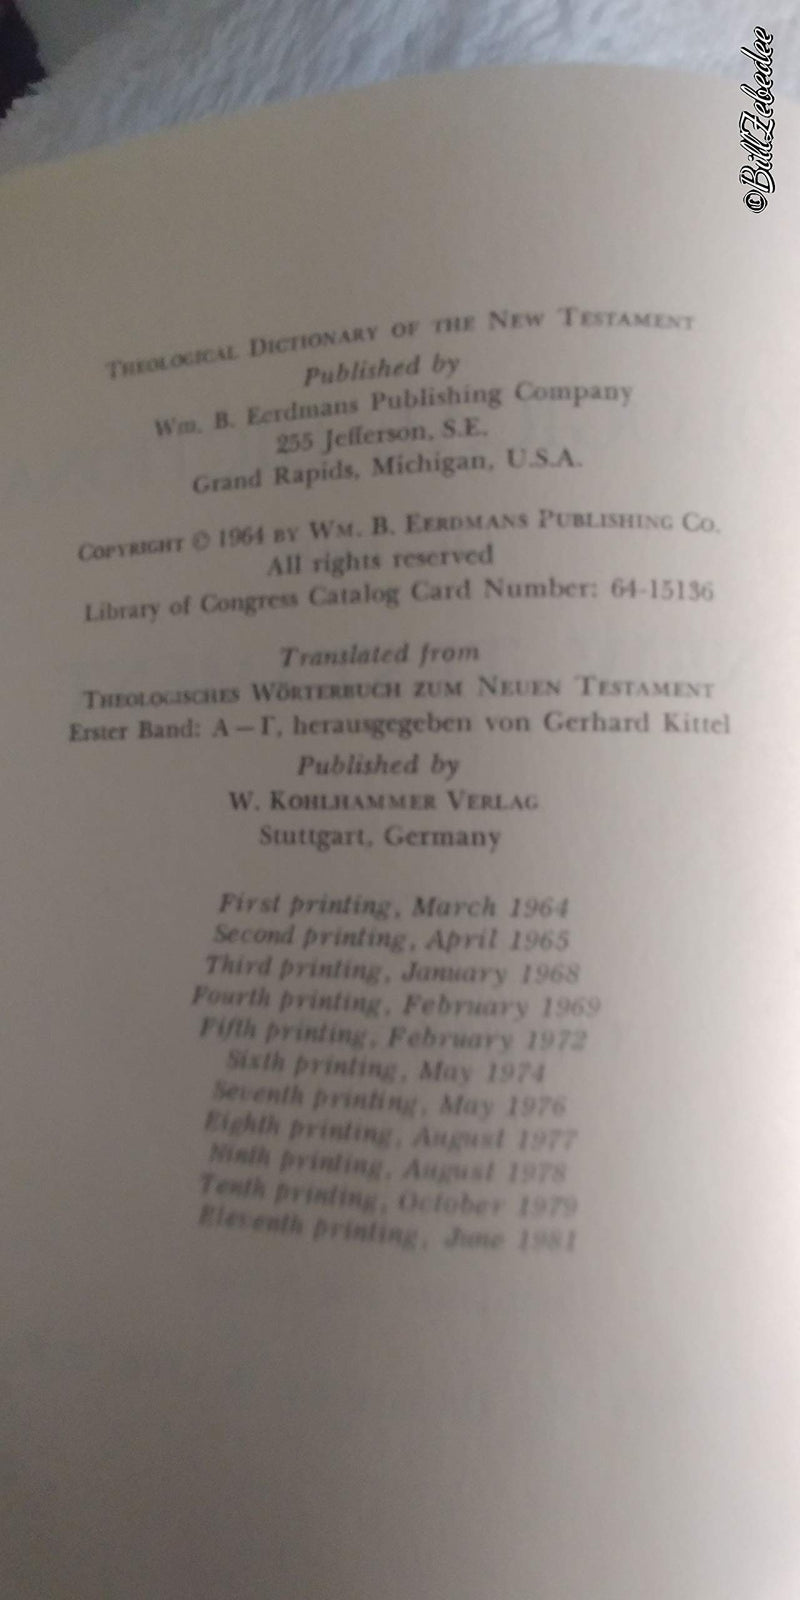 ©BillZebedee
THEOLOGICAL DICTIONARY OF THE NEW TESTAMENT
Published by
Wm. B. Eerdmans Publishing Company
255 Jefferson, S.E.
Grand Rapids, Michigan, U.S.A.
COPYRIGHT © 1964 BY WM. B. EERDMANS PUBLISHING CO.
All rights reserved
Library of Congress Catalog Card Number: 64-15136
Translated from
THEOLOGISCHES WÖRTERBUCH ZUM NEUEN TESTAMENT
Erster Band: Α — Γ, herausgegeben von Gerhard Kittel
Published by
W. KOHLHAMMER VERLAG
Stuttgart, Germany
First printing, March 1964
Second printing, April 1965
Third printing, January 1968
Fourth printing, February 1969
Fifth printing, February 1972
Sixth printing, May 1974
Seventh printing, May 1976
Eighth printing, August 1977
Ninth printing, August 1978
Tenth printing, October 1979
Eleventh printing, June 1981